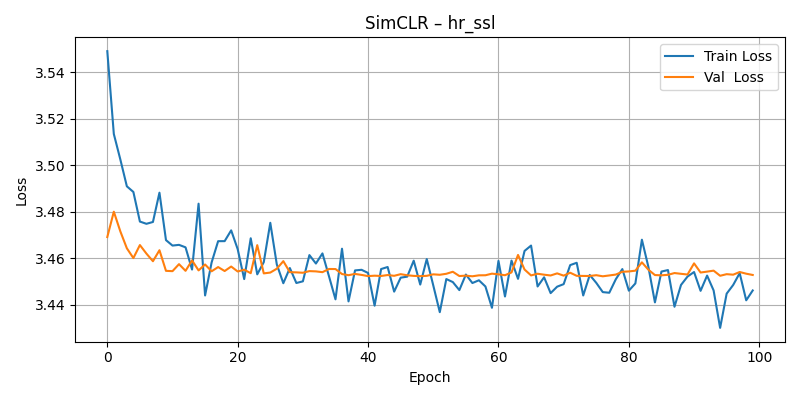 SimCLR – hr_ssl
Train Loss
Val  Loss
3.54
3.52
3.50
3.48
3.46
3.44
Loss
0
20
40
60
80
100
Epoch